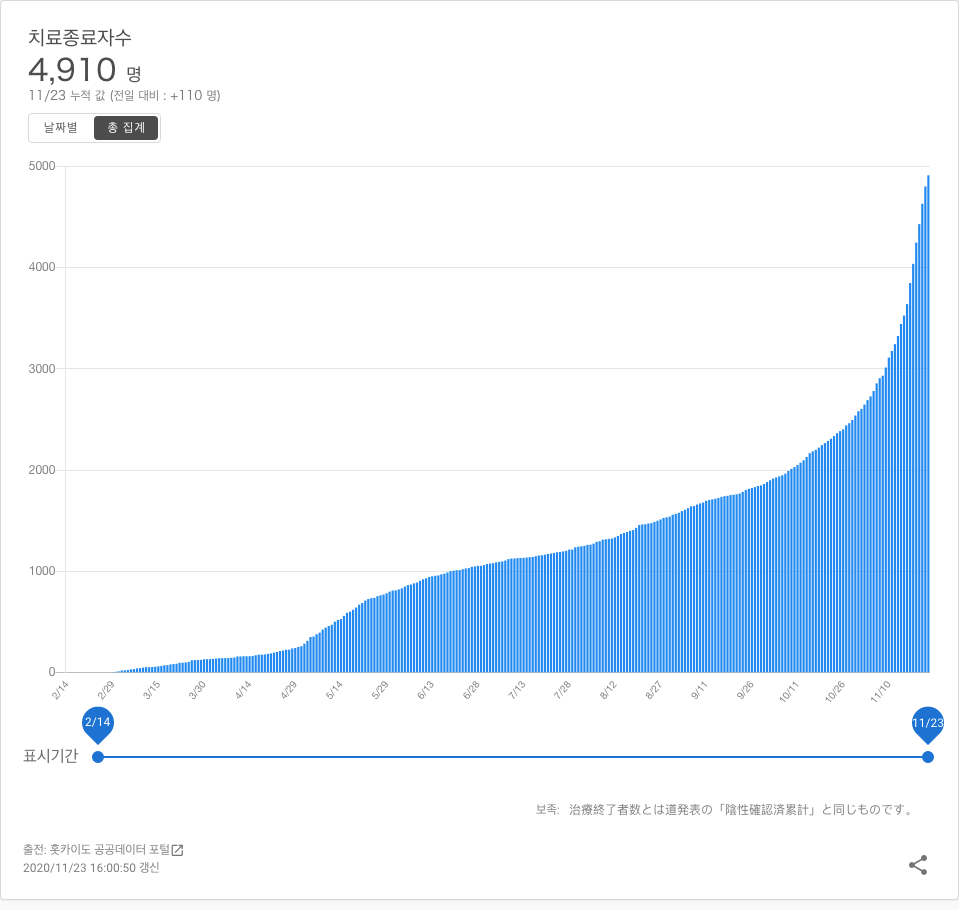 치료종료자수
4,910 명
11/23 누적 값 (전일 대비 : +110 명)
날짜별 총 집계
5000
4000
3000
2000
1000
0
2/14 2/29 3/15 3/30 4/14 4/29 5/14 5/29 6/13 6/28 7/13 7/28 8/12 8/27 9/11 9/26 10/11 10/26 11/10
2/14 11/23
표시기간
보족: 治療終了者数とは道発表の「陰性確認済累計」と同じものです。
출전: 홋카이도 공공데이터 포털
2020/11/23 16:00:50 갱신